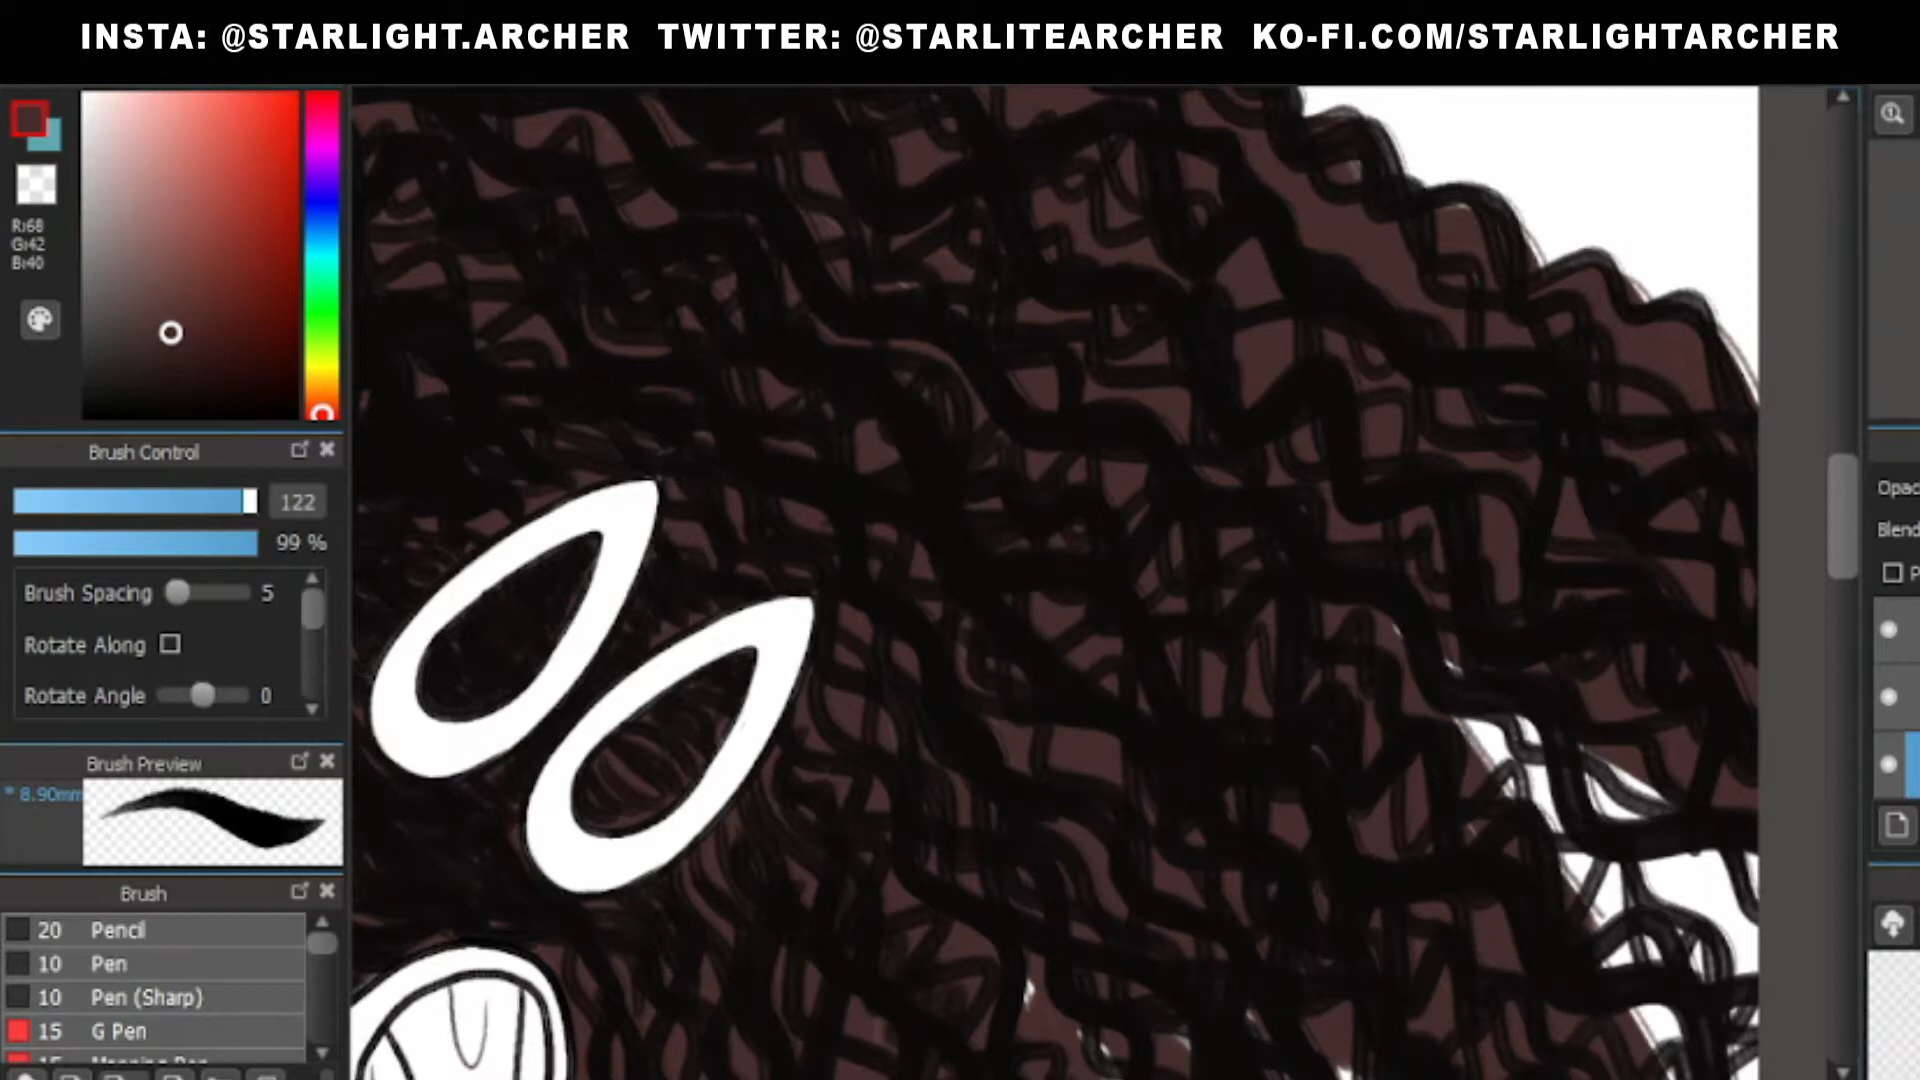 INSTA: @STARLIGHT.ARCHER TWITTER: @STARLITEARCHER KO-FI.COM/STARLIGHTARCHER
R:68
G:42
B:40
Brush Control
122
99 %
Brush Spacing 5
Rotate Along
Rotate Angle 0
Brush Preview
* 8.90mm
Brush
20 Pencil
10 Pen
10 Pen (Sharp)
15 G Pen
Opac
Blend
P